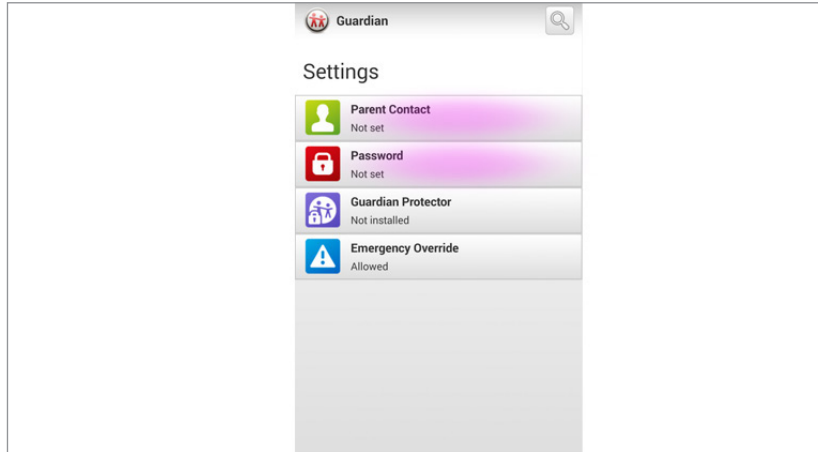 Guardian
Settings
Parent Contact
Not set
Password
Not set
Guardian Protector
Not installed
Emergency Override
Allowed